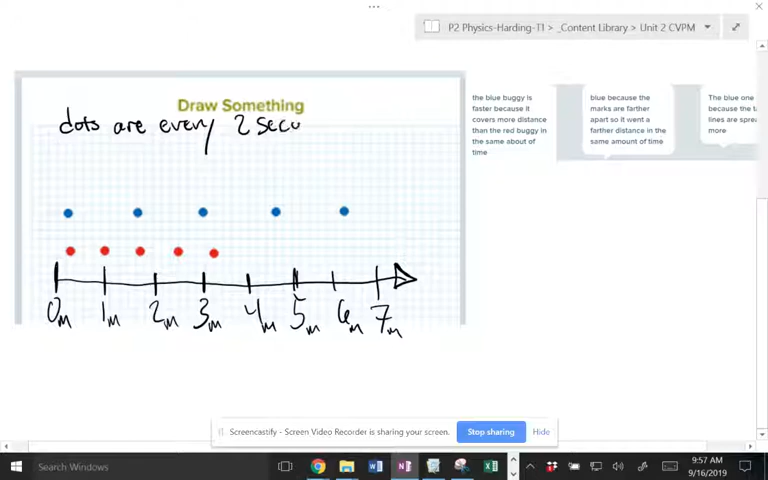 P2 Physics-Harding-T1 > _Content Library > Unit 2 CVPM
Draw Something
dots are every 2 seco
0m 1m 2m 3m 4m 5m 6m 7m
the blue buggy is
faster because it
covers more distance
than the red buggy in
the same about of
time
blue because the
marks are farther
apart so it went a
farther distance in the
same amount of time
The blue one
because the
lines are sprea
more
Screencastify - Screen Video Recorder is sharing your screen.
Stop sharing
Hide
Search Windows
9:57 AM
9/16/2019